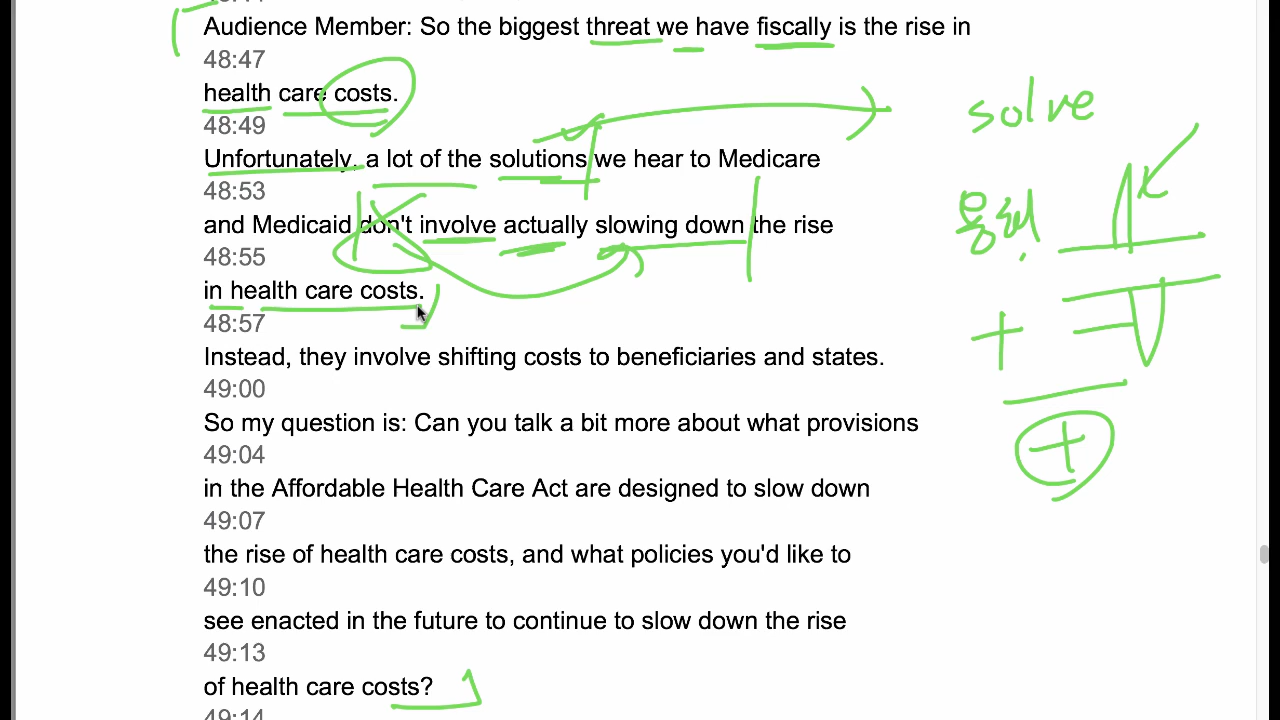 Audience Member: So the biggest threat we have fiscally is the rise in
48:47
health care costs.
48:49
Unfortunately, a lot of the solutions we hear to Medicare
48:53
and Medicaid don't involve actually slowing down the rise
48:55
in health care costs.
48:57
Instead, they involve shifting costs to beneficiaries and states.
49:00
So my question is: Can you talk a bit more about what provisions
49:04
in the Affordable Health Care Act are designed to slow down
49:07
the rise of health care costs, and what policies you'd like to
49:10
see enacted in the future to continue to slow down the rise
49:13
of health care costs?
49:14
solve
+
+